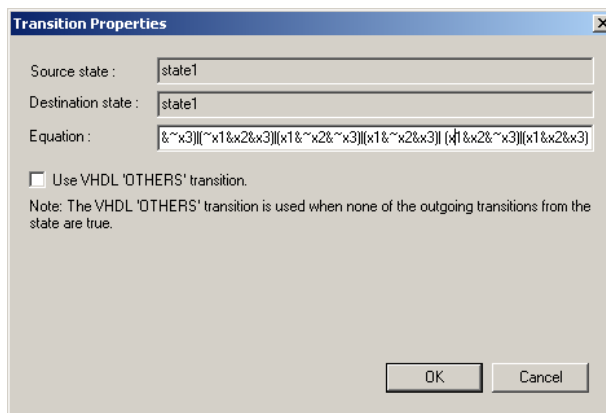 Transition Properties
Source state : state1
Destination state : state1
Equation : &~x3)|(~x1&x2&x3)|(x1&~x2&~x3)|(x1&~x2&x3)| (x1&x2&~x3)|(x1&x2&x3)
Use VHDL 'OTHERS' transition.
Note: The VHDL 'OTHERS' transition is used when none of the outgoing transitions from the
state are true.
OK Cancel